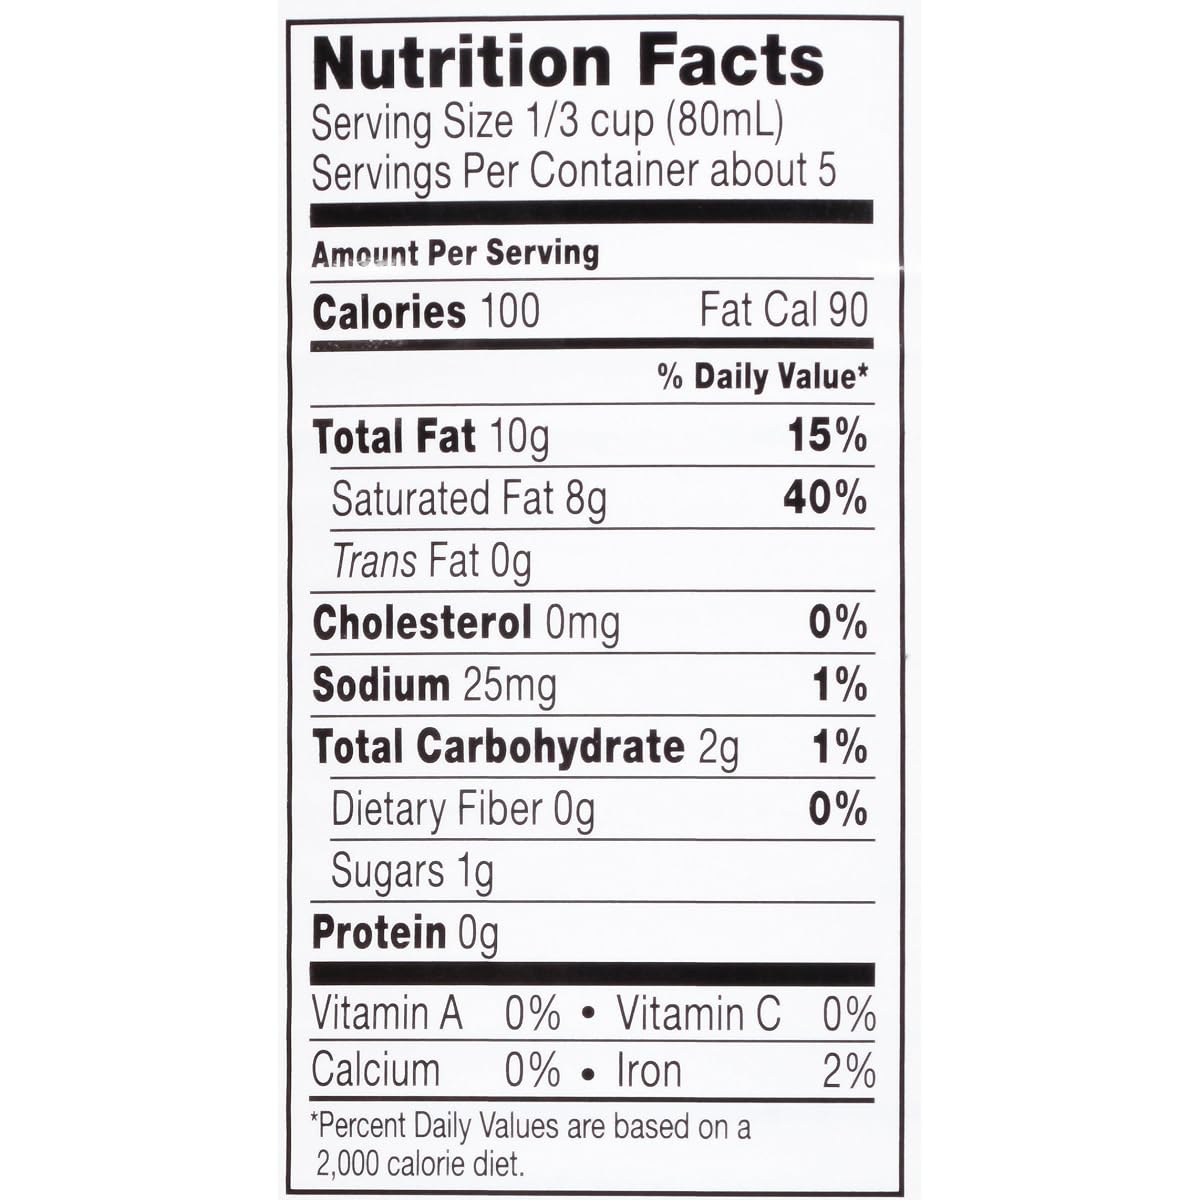 Nutrition Facts
Serving Size 1/3 cup (80mL)
Servings Per Container about 5
Amount Per Serving
Calories 100 Fat Cal 90
% Daily Value*
Total Fat 10g 15%
Saturated Fat 8g 40%
Trans Fat 0g
Cholesterol 0mg 0%
Sodium 25mg 1%
Total Carbohydrate 2g 1%
Dietary Fiber 0g 0%
Sugars 1g
Protein 0g
Vitamin A 0% • Vitamin C 0%
Calcium 0% • Iron 2%
*Percent Daily Values are based on a
2,000 calorie diet.